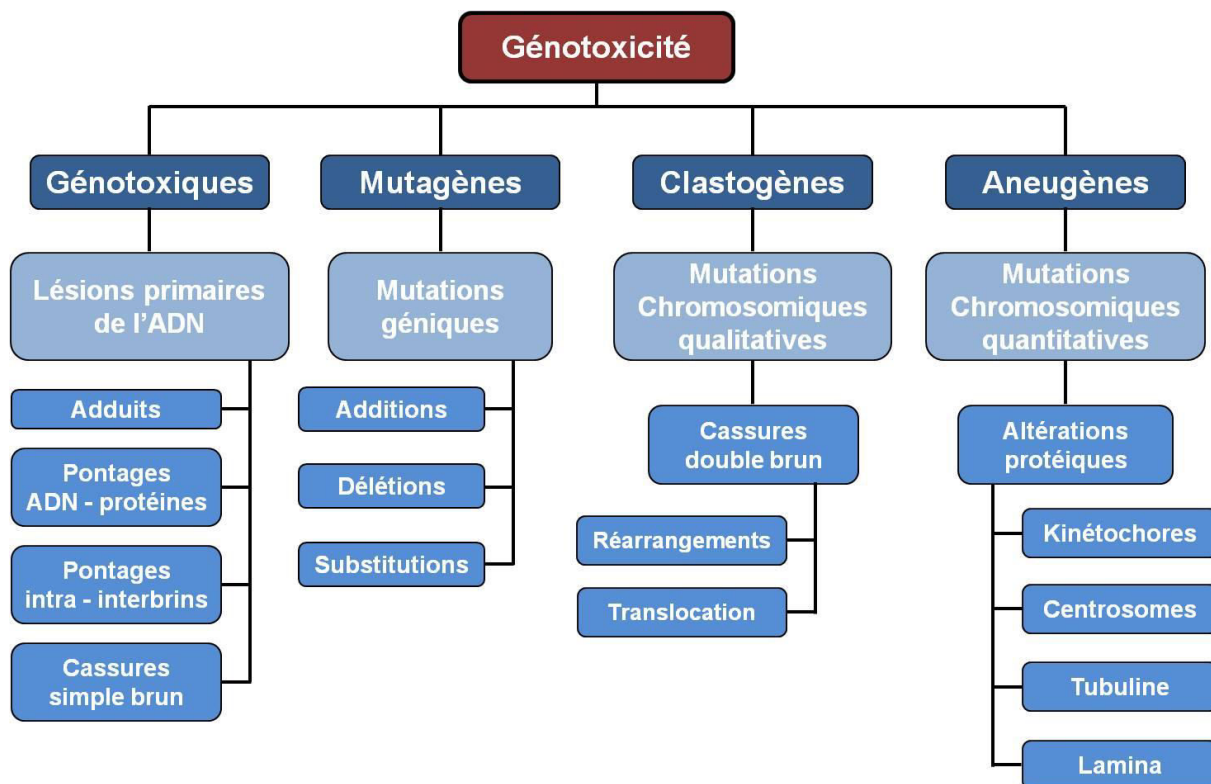 Génotoxicité
Génotoxiques
Mutagènes
Clastogènes
Aneugènes
Lésions primaires
de l'ADN
Mutations
géniques
Mutations
Chromosomiques
qualitatives
Mutations
Chromosomiques
quantitatives
Adduits
Pontages
ADN - protéines
Pontages
intra - interbrins
Cassures
simple brun
Additions
Délétions
Substitutions
Cassures
double brun
Réarrangements
Translocation
Altérations
protéiques
Kinétochores
Centrosomes
Tubuline
Lamina